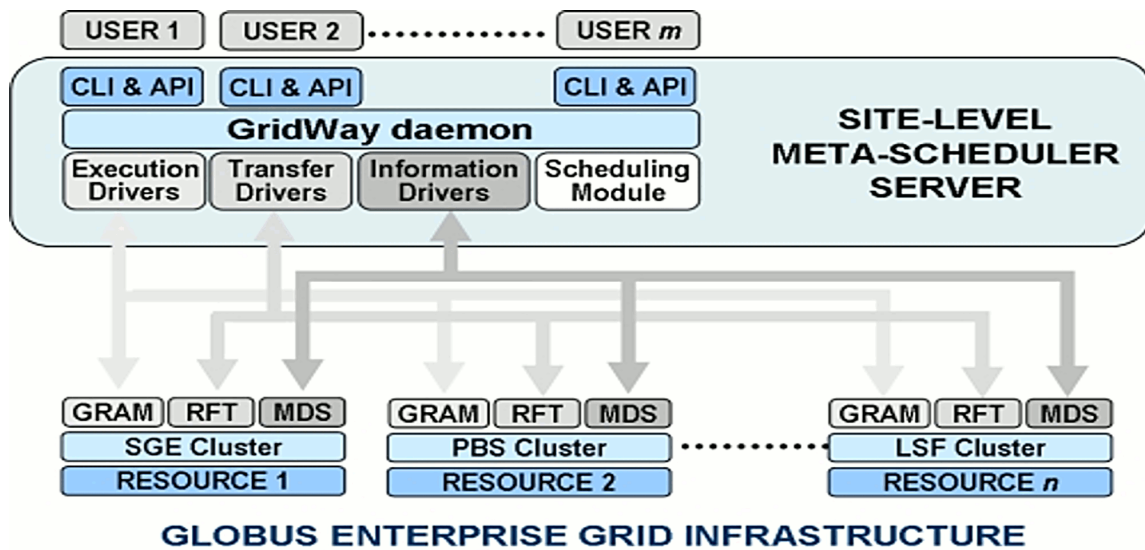 USER 1 USER 2 USER m
CLI & API CLI & API CLI & API
GridWay daemon
SITE-LEVEL
META-SCHEDULER
SERVER
Execution
Drivers
Transfer
Drivers
Information
Drivers
Scheduling
Module
GRAM RFT MDS GRAM RFT MDS GRAM RFT MDS
SGE Cluster PBS Cluster LSF Cluster
RESOURCE 1 RESOURCE 2 RESOURCE n
GLOBUS ENTERPRISE GRID INFRASTRUCTURE